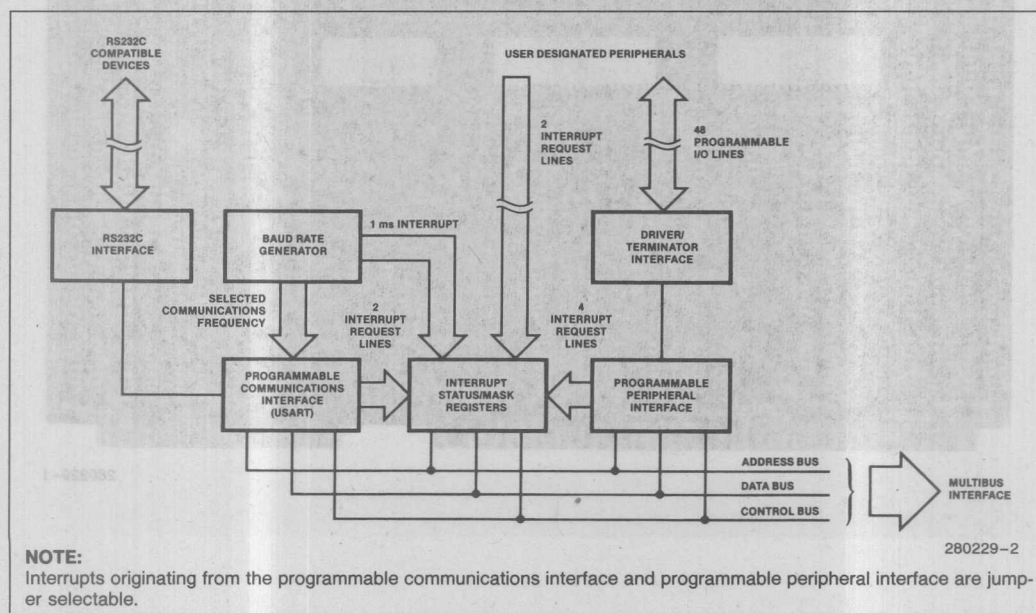 RS232C
COMPATIBLE
DEVICES
USER DESIGNATED PERIPHERALS
2
INTERRUPT
REQUEST
LINES
48
PROGRAMMABLE
I/O LINES
RS232C
INTERFACE
BAUD RATE
GENERATOR
1 ms INTERRUPT
DRIVER/
TERMINATOR
INTERFACE
SELECTED
COMMUNICATIONS
FREQUENCY
2
INTERRUPT
REQUEST
LINES
4
INTERRUPT
REQUEST
LINES
PROGRAMMABLE
COMMUNICATIONS
INTERFACE
(USART)
INTERRUPT
STATUS/MASK
REGISTERS
PROGRAMMABLE
PERIPHERAL
INTERFACE
ADDRESS BUS
DATA BUS
CONTROL BUS
MULTIBUS
INTERFACE
280229–2
280229-1
NOTE:
Interrupts originating from the programmable communications interface and programmable peripheral interface are jump-
er selectable.